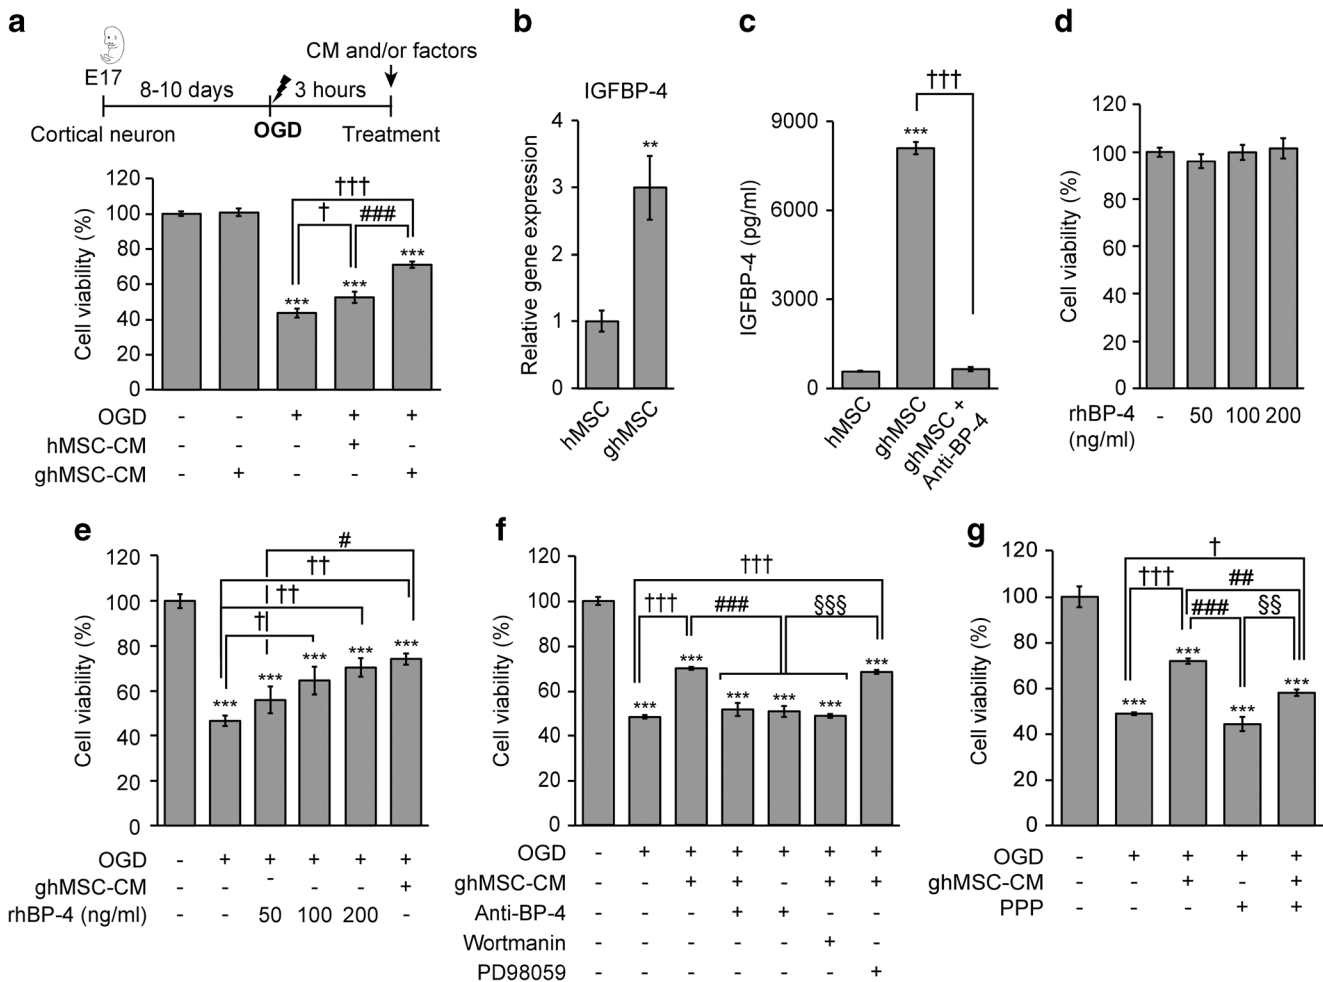 a
CM and/or factors
E17
8-10 days
3 hours
Cortical neuron
OGD
Treatment
Cell viability (%)
120
100
80
60
40
20
0
†††
†
###
***
***
***
OGD - - + + +
hMSC-CM - - - + -
ghMSC-CM - + - - +
b
IGFBP-4
Relative gene expression
4
3
2
1
0
**
hMSC
ghMSC
c
†††
IGFBP-4 (pg/ml)
9000
6000
3000
0
***
hMSC
ghMSC
ghMSC +
Anti-BP-4
d
Cell viability (%)
120
100
80
60
40
20
0
rhBP-4 - 50 100 200
(ng/ml)
e
Cell viability (%)
120
100
80
60
40
20
0
#
††
††
†
***
***
***
***
***
OGD - + + + + +
ghMSC-CM - - - - - +
rhBP-4 (ng/ml) - - 50 100 200 -
f
Cell viability (%)
120
100
80
60
40
20
0
†††
†††
###
§§§
***
***
***
***
***
***
OGD - + + + + + +
ghMSC-CM - - + + - + +
Anti-BP-4 - - - + + - -
Wortmanin - - - - - + -
PD98059 - - - - - - +
g
Cell viability (%)
120
100
80
60
40
20
0
†
†††
##
###
§§
***
***
***
***
OGD - + + + +
ghMSC-CM - - + - +
PPP - - - + +